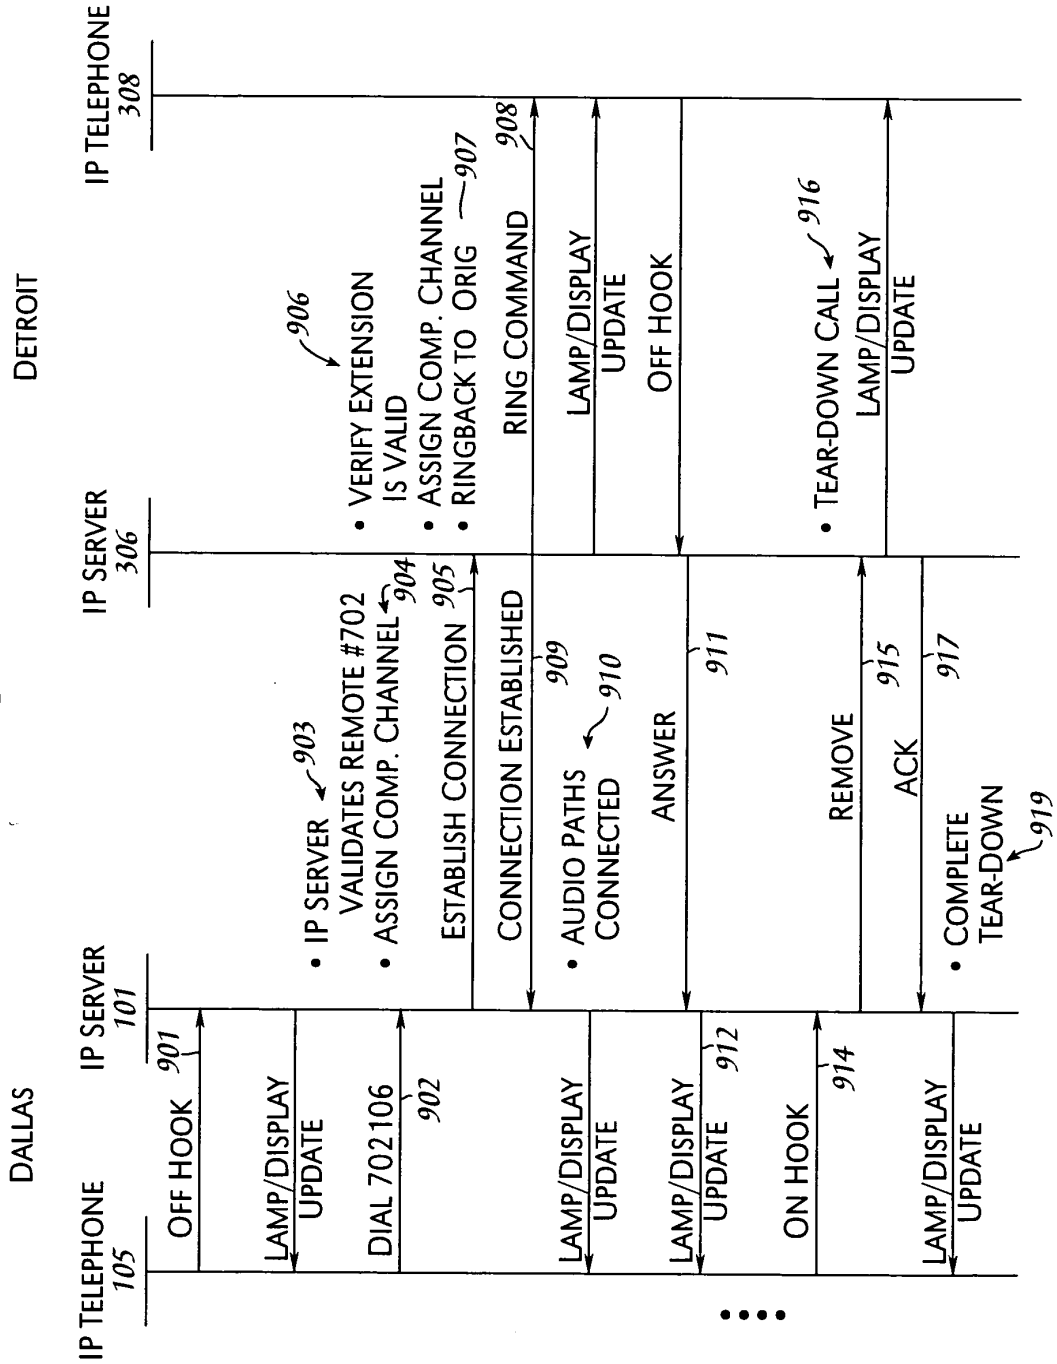 DALLAS
DETROIT
IP TELEPHONE
105
IP SERVER
101
IP SERVER
306
IP TELEPHONE
308
OFF HOOK
901
LAMP/DISPLAY
UPDATE
DIAL 702106
902
• IP SERVER
903
VALIDATES REMOTE #702
• ASSIGN COMP. CHANNEL
904
ESTABLISH CONNECTION
905
• VERIFY EXTENSION
IS VALID
906
• ASSIGN COMP. CHANNEL
• RINGBACK TO ORIG
907
RING COMMAND
908
CONNECTION ESTABLISHED
909
LAMP/DISPLAY
UPDATE
• AUDIO PATHS
CONNECTED
910
LAMP/DISPLAY
UPDATE
OFF HOOK
ANSWER
911
LAMP/DISPLAY
UPDATE
912
ON HOOK
914
REMOVE
915
• TEAR-DOWN CALL
916
LAMP/DISPLAY
UPDATE
ACK
917
LAMP/DISPLAY
UPDATE
• COMPLETE
TEAR-DOWN
919